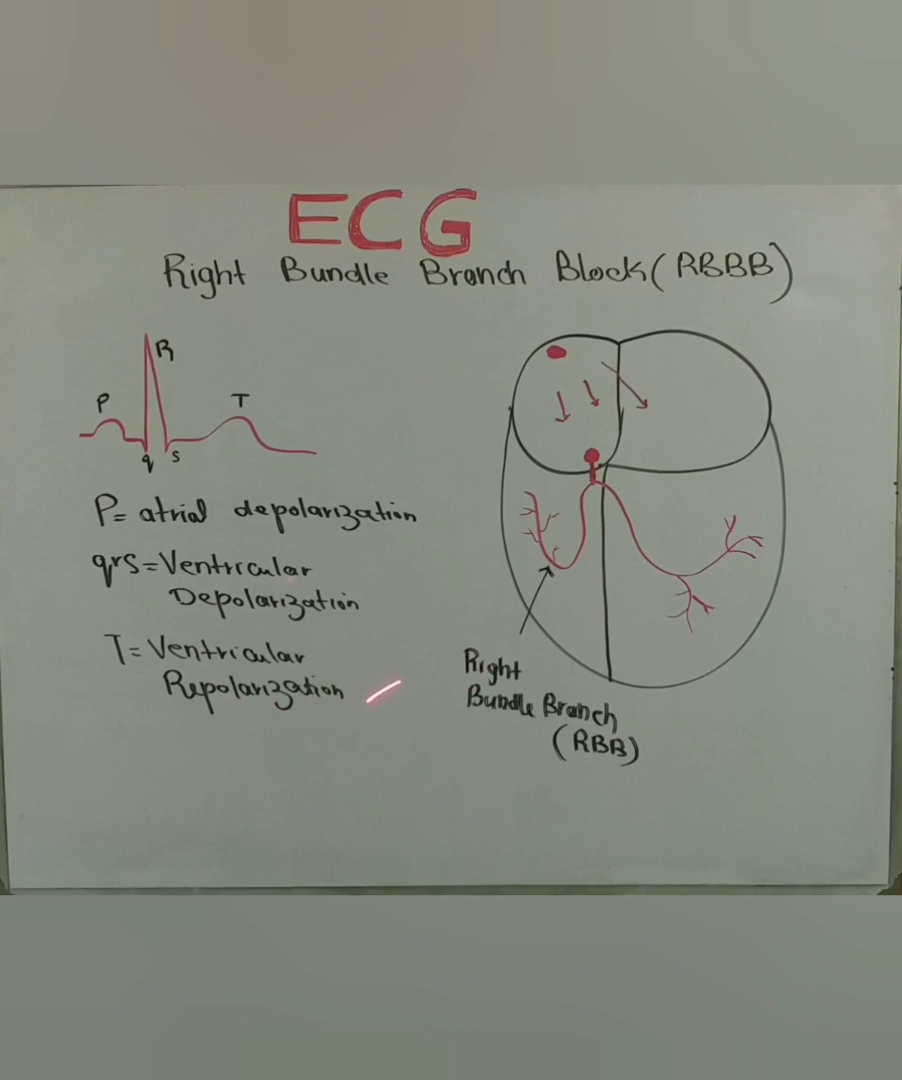 ECG
Right Bundle Branch Block (RBBB)
R
P
T
q
s
P= atrial depolarization
qrs= Ventricular
Depolarization
T= Ventricular
Repolarization
Right
Bundle Branch
(RBB)